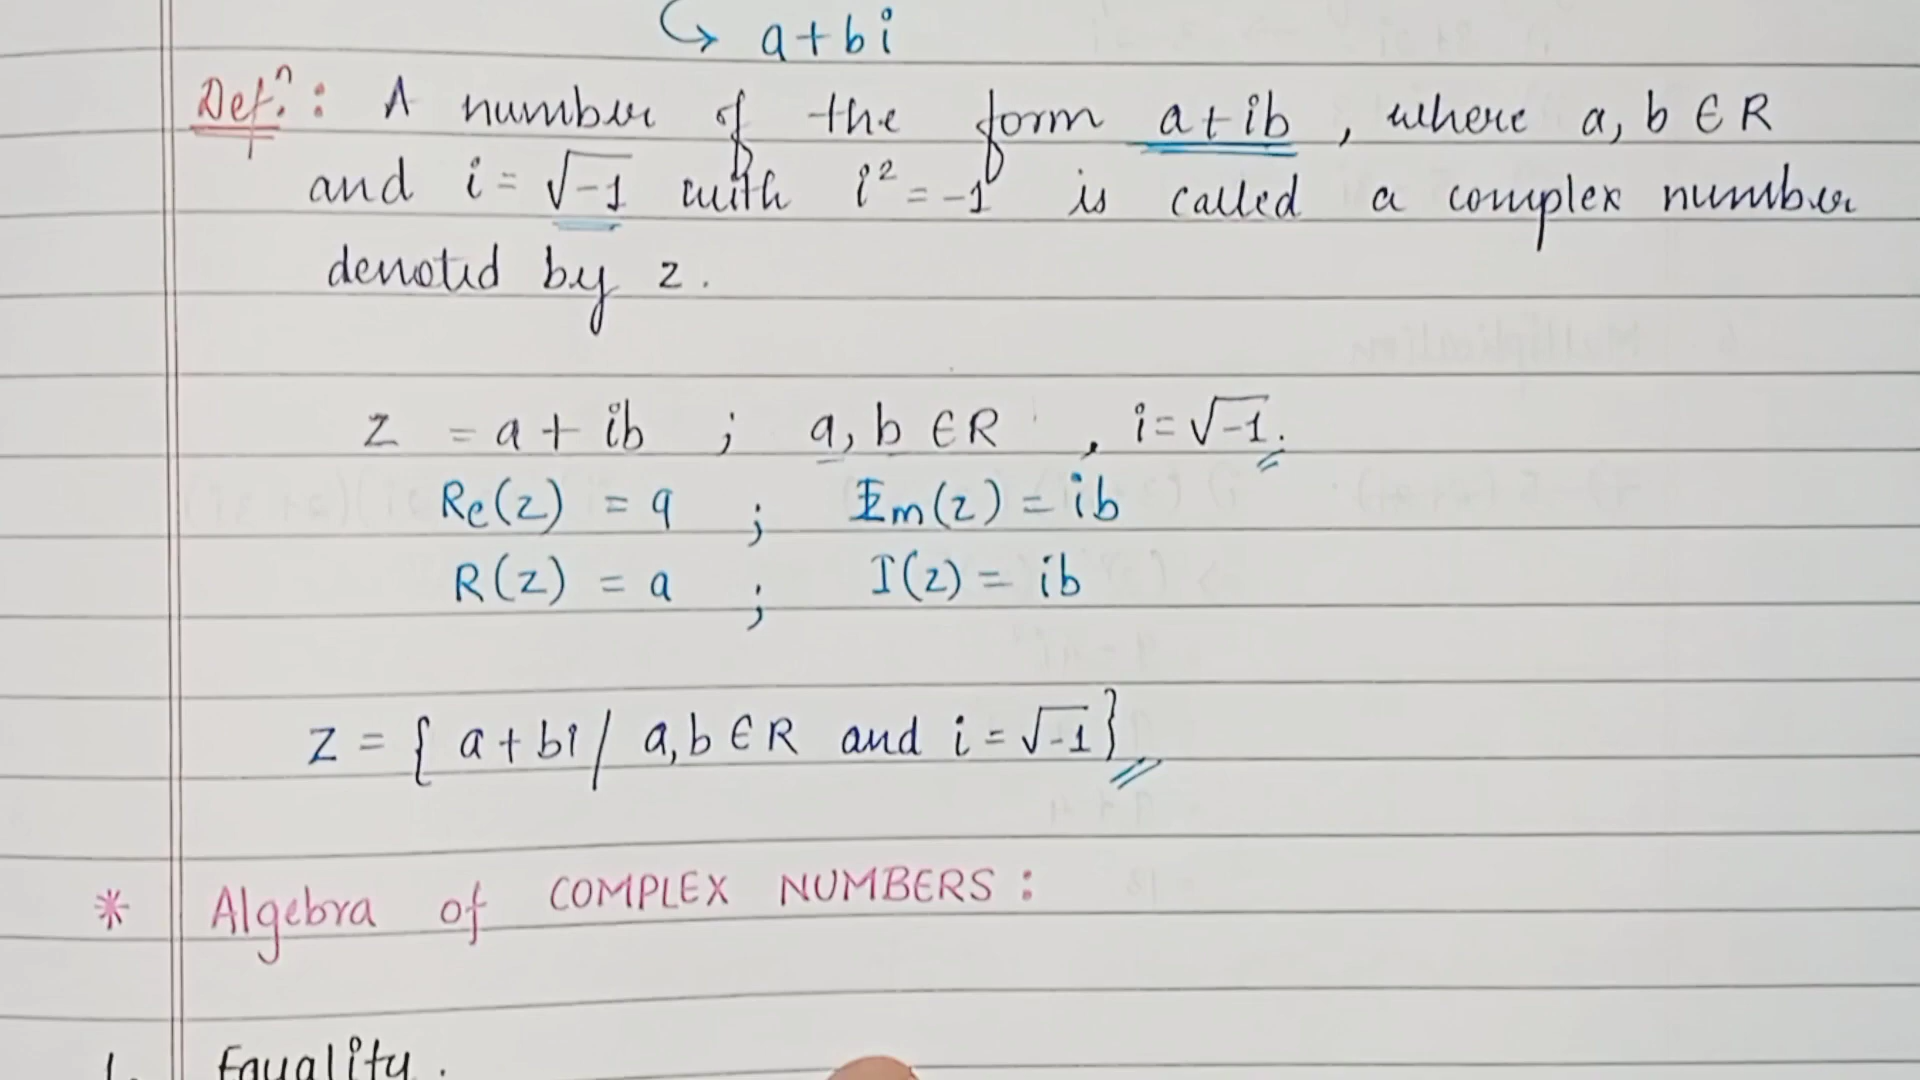 ↳ a+bi
Defⁿ: A number of the form a+ib, where a, b ∈ R
and i = √-1 with i² = -1 is called a complex number
denoted by z.
z = a + ib ; a, b ∈ R , i = √-1.
Re(z) = a ; Im(z) = ib
R(z) = a ; I(z) = ib
Z = { a + bi / a, b ∈ R and i = √-1 }
* Algebra of COMPLEX NUMBERS :
1. Equality.